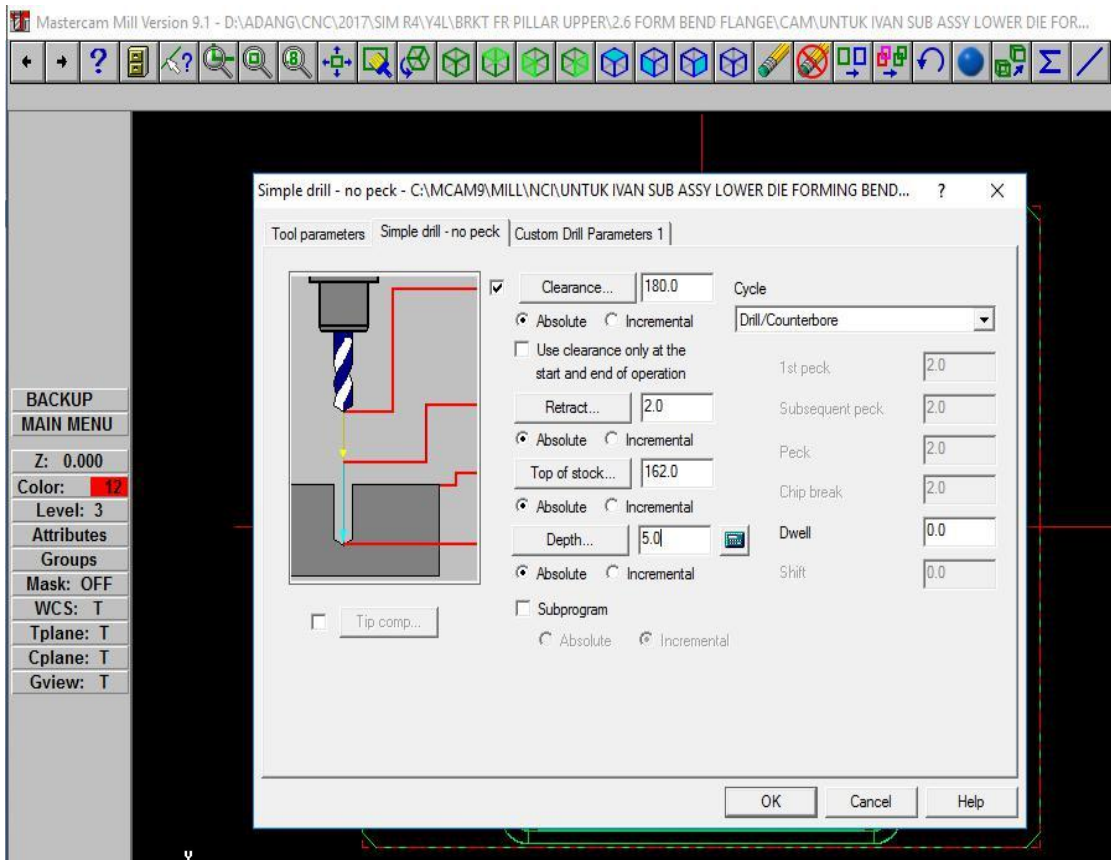 Mastercam Mill Version 9.1 - D:\ADANG\CNC\2017\SIM R4\Y4L\BRKT FR PILLAR UPPER\2.6 FORM BEND FLANGE\CAM\UNTUK IVAN SUB ASSY LOWER DIE FOR...
Simple drill - no peck - C:\MCAM9\MILL\NCI\UNTUK IVAN SUB ASSY LOWER DIE FORMING BEND... ? X
Tool parameters Simple drill - no peck Custom Drill Parameters 1
Clearance... 180.0
Absolute Incremental
Use clearance only at the
start and end of operation
Retract... 2.0
Absolute Incremental
Top of stock... 162.0
Absolute Incremental
Depth... 5.0
Absolute Incremental
Tip comp...
Subprogram
Absolute Incremental
Cycle
Drill/Counterbore
1st peck 2.0
Subsequent peck 2.0
Peck 2.0
Chip break 2.0
Dwell 0.0
Shift 0.0
OK Cancel Help
BACKUP
MAIN MENU
Z: 0.000
Color: 12
Level: 3
Attributes
Groups
Mask: OFF
WCS: T
Tplane: T
Cplane: T
Gview: T
Y